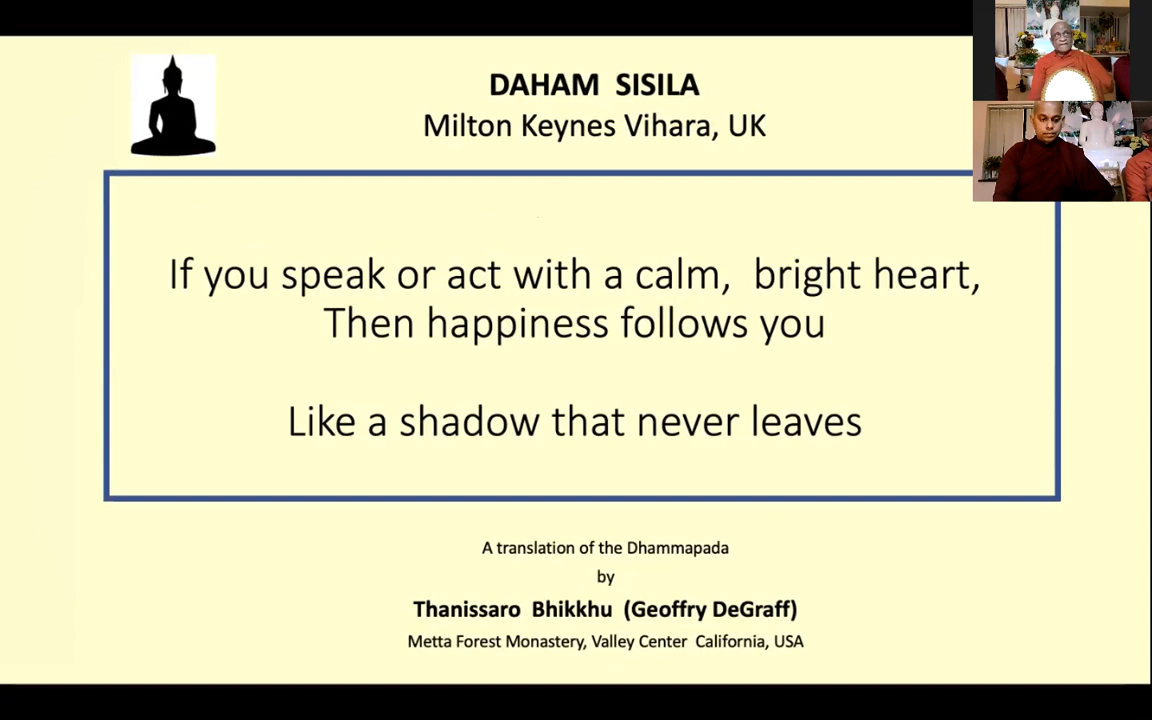 DAHAM SISILA
Milton Keynes Vihara, UK
If you speak or act with a calm, bright heart,
Then happiness follows you
Like a shadow that never leaves
A translation of the Dhammapada
by
Thanissaro Bhikkhu (Geoffry DeGraff)
Metta Forest Monastery, Valley Center California, USA